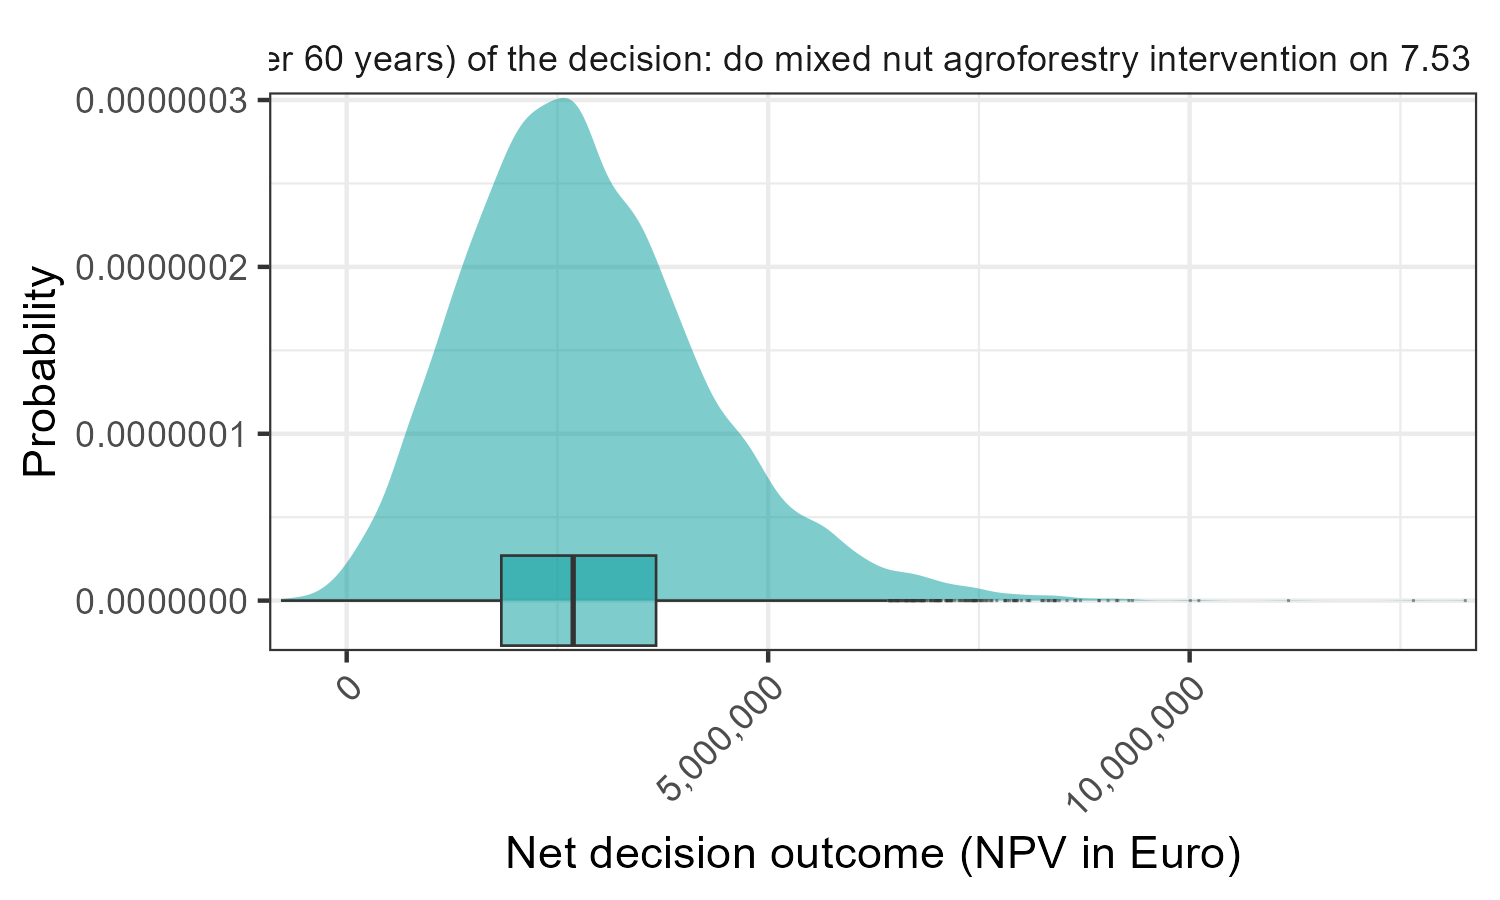 er 60 years) of the decision: do mixed nut agroforestry intervention on 7.53
0.0000003
0.0000002
0.0000001
0.0000000
Probability
0
5,000,000
10,000,000
Net decision outcome (NPV in Euro)